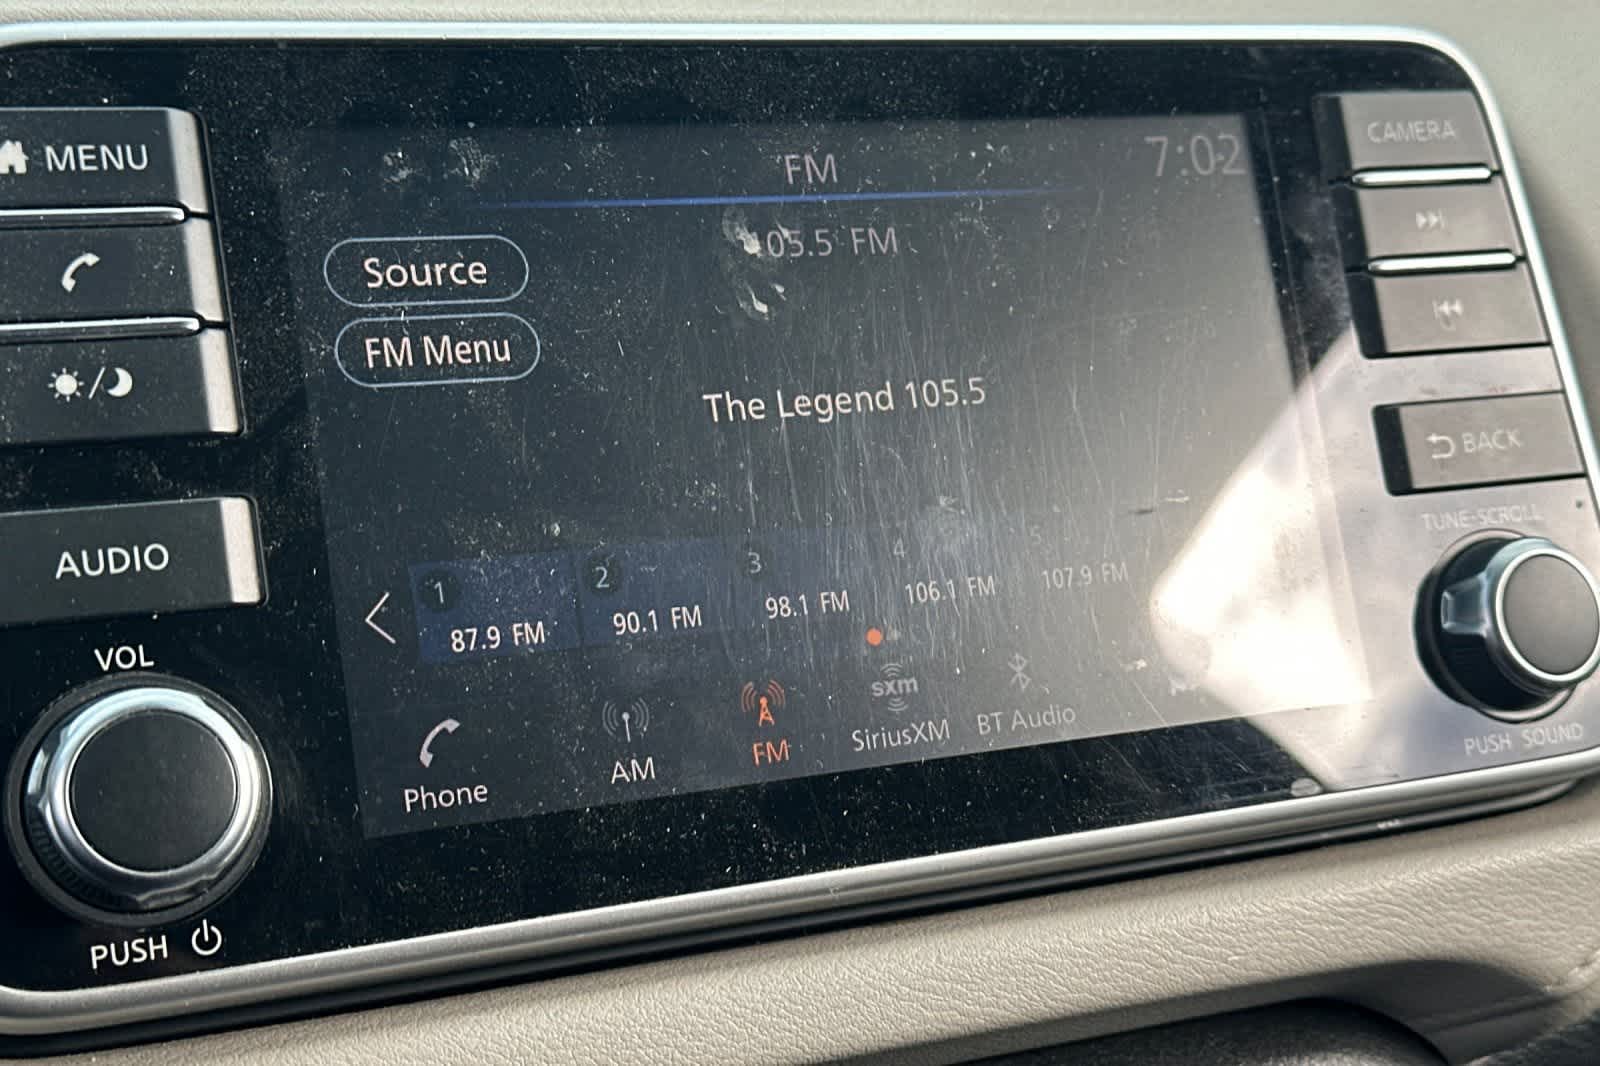 MENU
CAMERA
FM
7:02
105.5 FM
Source
FM Menu
The Legend 105.5
BACK
AUDIO
TUNE·SCROLL
1
2
3
4
5
87.9 FM
90.1 FM
98.1 FM
106.1 FM
107.9 FM
VOL
sxm
Phone
AM
FM
SiriusXM
BT Audio
PUSH SOUND
PUSH